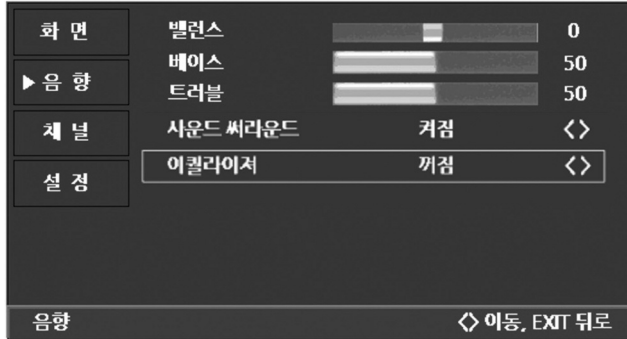 화 면
▶음 향
채 널
설 정
밸런스 0
베이스 50
트러블 50
사운드 써라운드 켜짐 <>
이퀄라이저 꺼짐 <>
음향 <> 이동, EXIT 뒤로